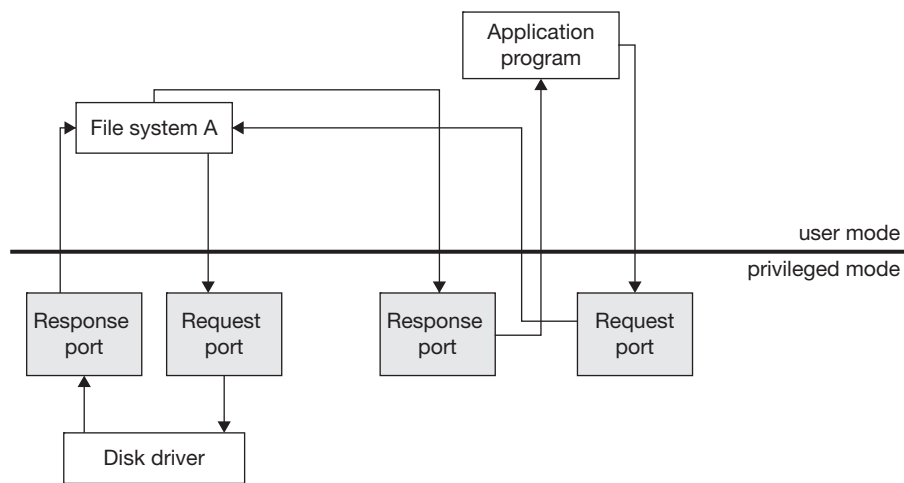 Application
program
File system A
user mode
privileged mode
Response
port
Request
port
Response
port
Request
port
Disk driver